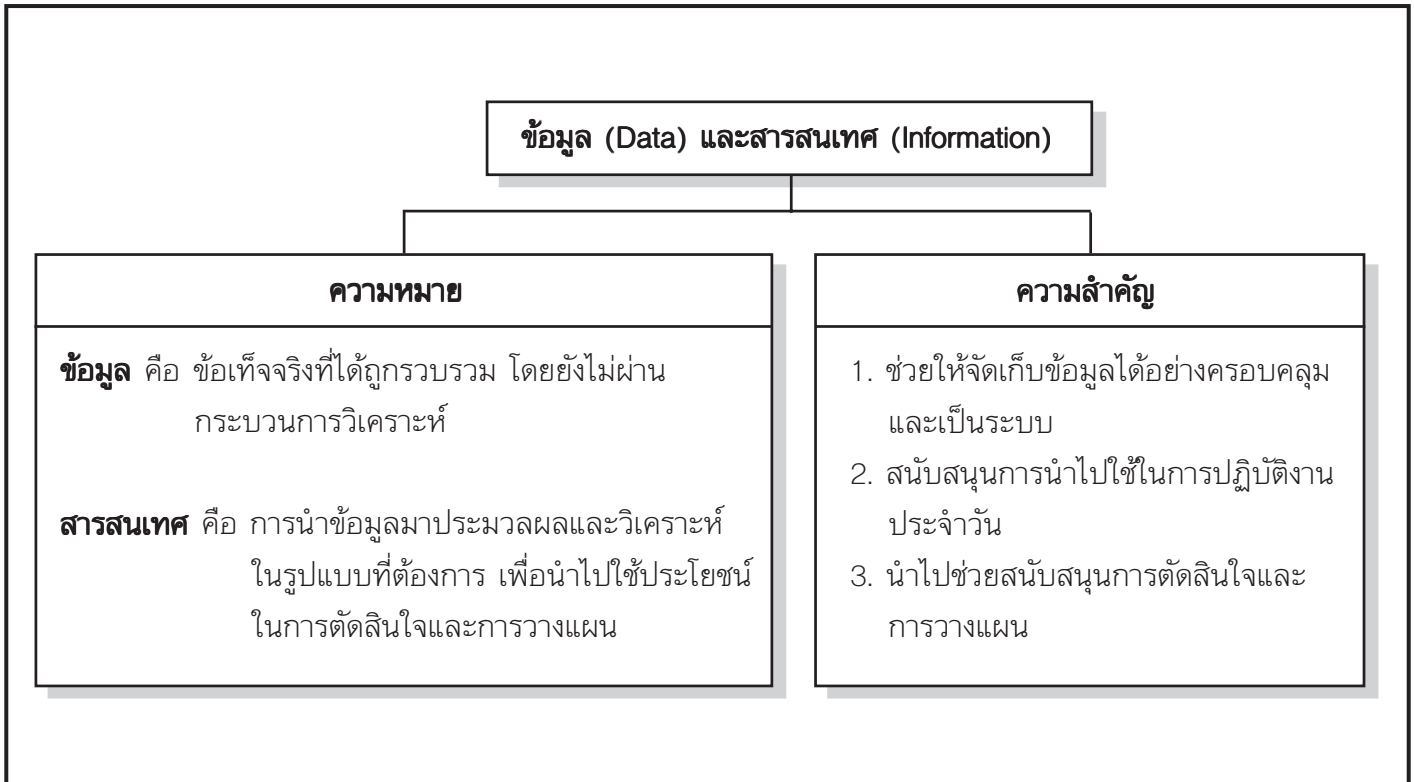 ข้อมูล (Data) และสารสนเทศ (Information)
ความหมาย
ข้อมูล คือ ข้อเท็จจริงที่ได้ถูกรวบรวม โดยยังไม่ผ่าน
กระบวนการวิเคราะห์
สารสนเทศ คือ การนำข้อมูลมาประมวลผลและวิเคราะห์
ในรูปแบบที่ต้องการ เพื่อนำไปใช้ประโยชน์
ในการตัดสินใจและการวางแผน
ความสำคัญ
1. ช่วยให้จัดเก็บข้อมูลได้อย่างครอบคลุม
และเป็นระบบ
2. สนับสนุนการนำไปใช้ในการปฏิบัติงาน
ประจำวัน
3. นำไปช่วยสนับสนุนการตัดสินใจและ
การวางแผน